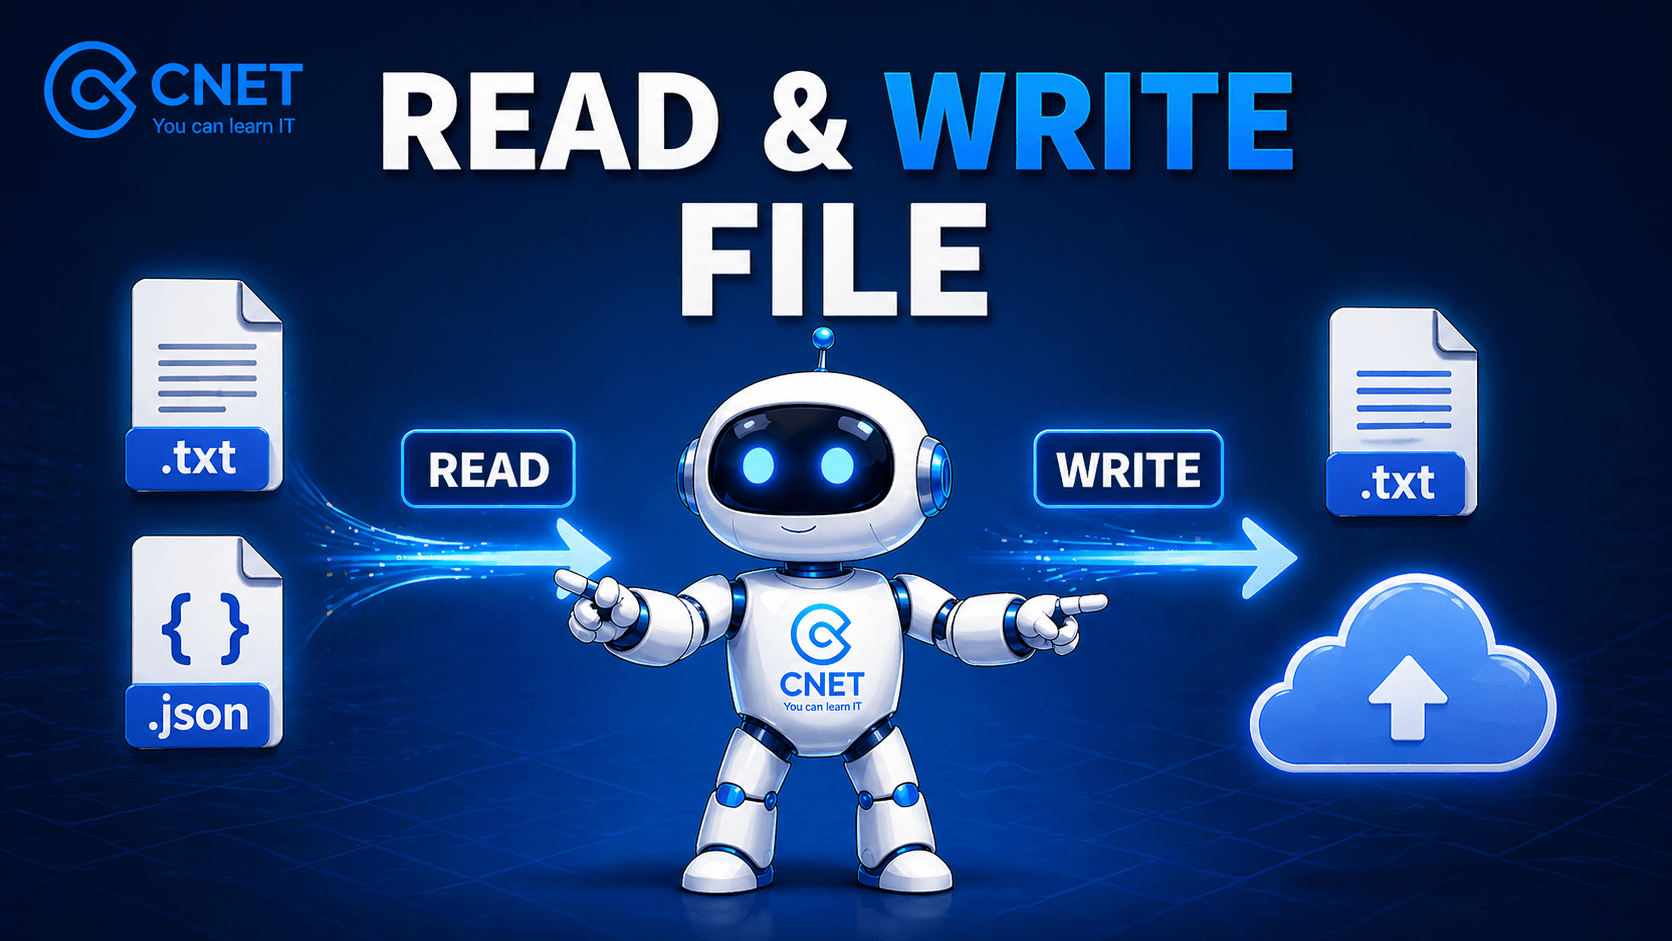 CNET
You can learn IT
READ & WRITE
FILE
.txt
READ
WRITE
.txt
{ }
.json
CNET
You can learn IT